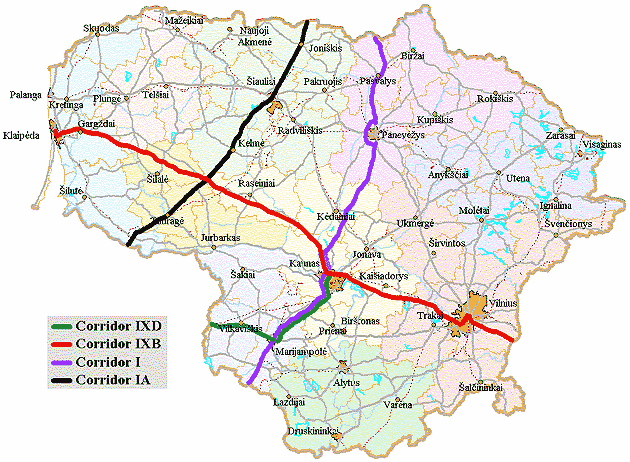 Skuodas
Mažeikiai
Naujoji
Akmenė
Joniškis
Biržai
Palanga
Kretinga
Plungė
Telšiai
Šiauliai
Pakruojis
Pasvalys
Rokiškis
Klaipėda
Gargždai
Radviliškis
Kupiškis
Panevėžys
Zarasai
Visaginas
Kelmė
Šilutė
Šilalė
Raseiniai
Anykščiai
Utena
Tauragė
Kėdainiai
Ukmergė
Molėtai
Ignalina
Švenčionys
Jurbarkas
Jonava
Širvintos
Šakiai
Kaunas
Kaišiadorys
Vilnius
Vilkaviškis
Birštonas
Prienai
Trakai
Marijampolė
Alytus
Šalčininkai
Lazdijai
Varėna
Druskininkai
Corridor IXD
Corridor IXB
Corridor I
Corridor IA